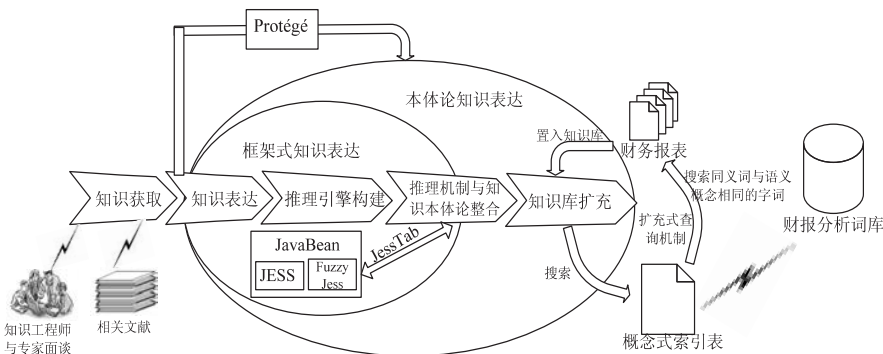 Protégé
本体论知识表达
框架式知识表达
置入知识库
财务报表
搜索同义词与语义
概念相同的字词
财报分析词库
知识获取
知识表达
推理引擎构建
推理机制与知
识本体论整合
知识库扩充
扩充式查
询机制
JavaBean
JESS
Fuzzy
Jess
JessTab
搜索
概念式索引表
知识工程师
与专家面谈
相关文献